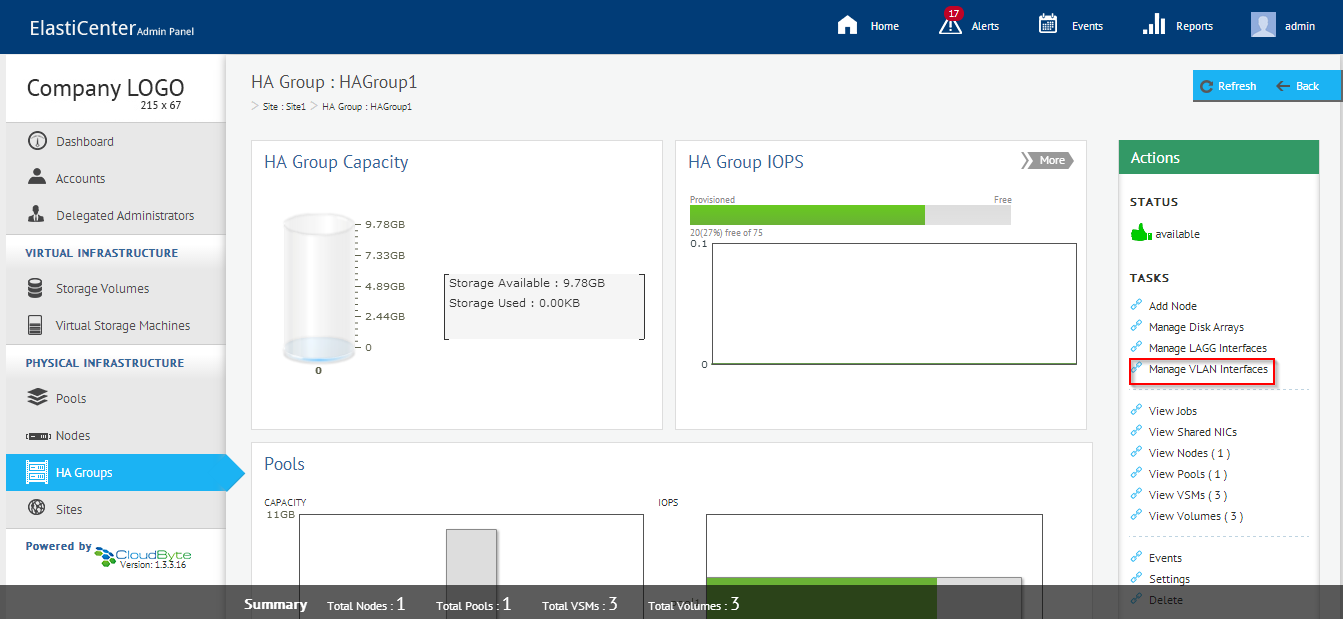 ElastiCenter Admin Panel
Home
17
Alerts
Events
Reports
admin
Company LOGO
215 x 67
Dashboard
Accounts
Delegated Administrators
VIRTUAL INFRASTRUCTURE
Storage Volumes
Virtual Storage Machines
PHYSICAL INFRASTRUCTURE
Pools
Nodes
HA Groups
Sites
Powered by CloudByte
Version: 1.3.3.16
HA Group : HAGroup1
> Site : Site1 > HA Group : HAGroup1
Refresh
Back
HA Group Capacity
9.78GB
7.33GB
4.89GB
2.44GB
0
0
Storage Available : 9.78GB
Storage Used : 0.00KB
HA Group IOPS
More
Provisioned
Free
20(27%) free of 75
0.1
0
Pools
CAPACITY
11GB
IOPS
Actions
STATUS
available
TASKS
Add Node
Manage Disk Arrays
Manage LAGG Interfaces
Manage VLAN Interfaces
View Jobs
View Shared NICs
View Nodes ( 1 )
View Pools ( 1 )
View VSMs ( 3 )
View Volumes ( 3 )
Events
Settings
Delete
Summary Total Nodes : 1 Total Pools : 1 Total VSMs : 3 Total Volumes : 3